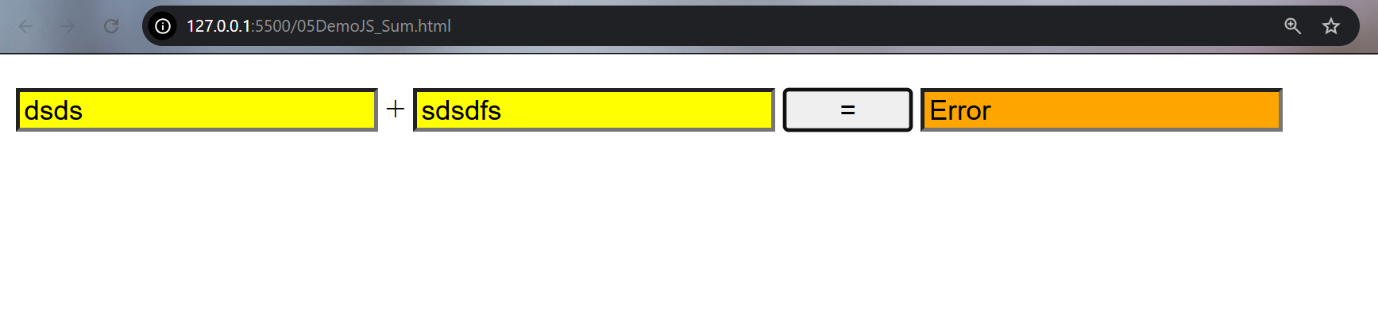 127.0.0.1:5500/05DemoJS_Sum.html
dsds + sdsdfs = Error